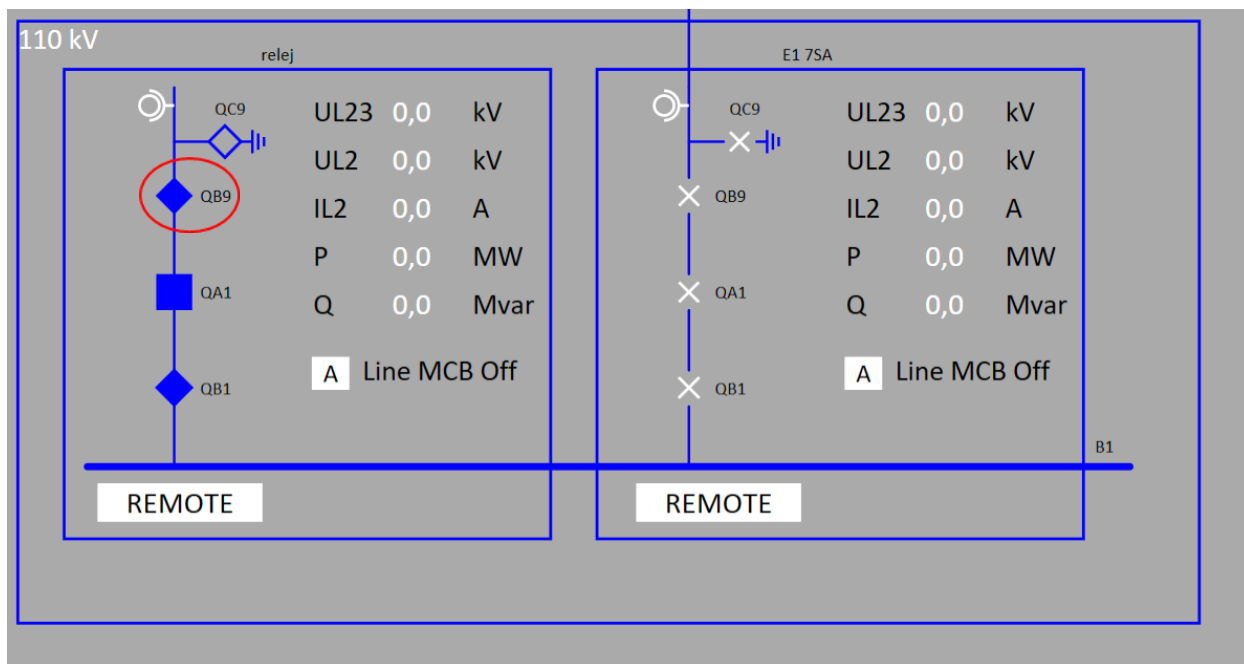 110 kV
relej
QC9
UL23 0,0 kV
UL2 0,0 kV
QB9
IL2 0,0 A
P 0,0 MW
QA1
Q 0,0 Mvar
A Line MCB Off
QB1
REMOTE
E1 7SA
QC9
UL23 0,0 kV
UL2 0,0 kV
QB9
IL2 0,0 A
P 0,0 MW
QA1
Q 0,0 Mvar
A Line MCB Off
QB1
B1
REMOTE